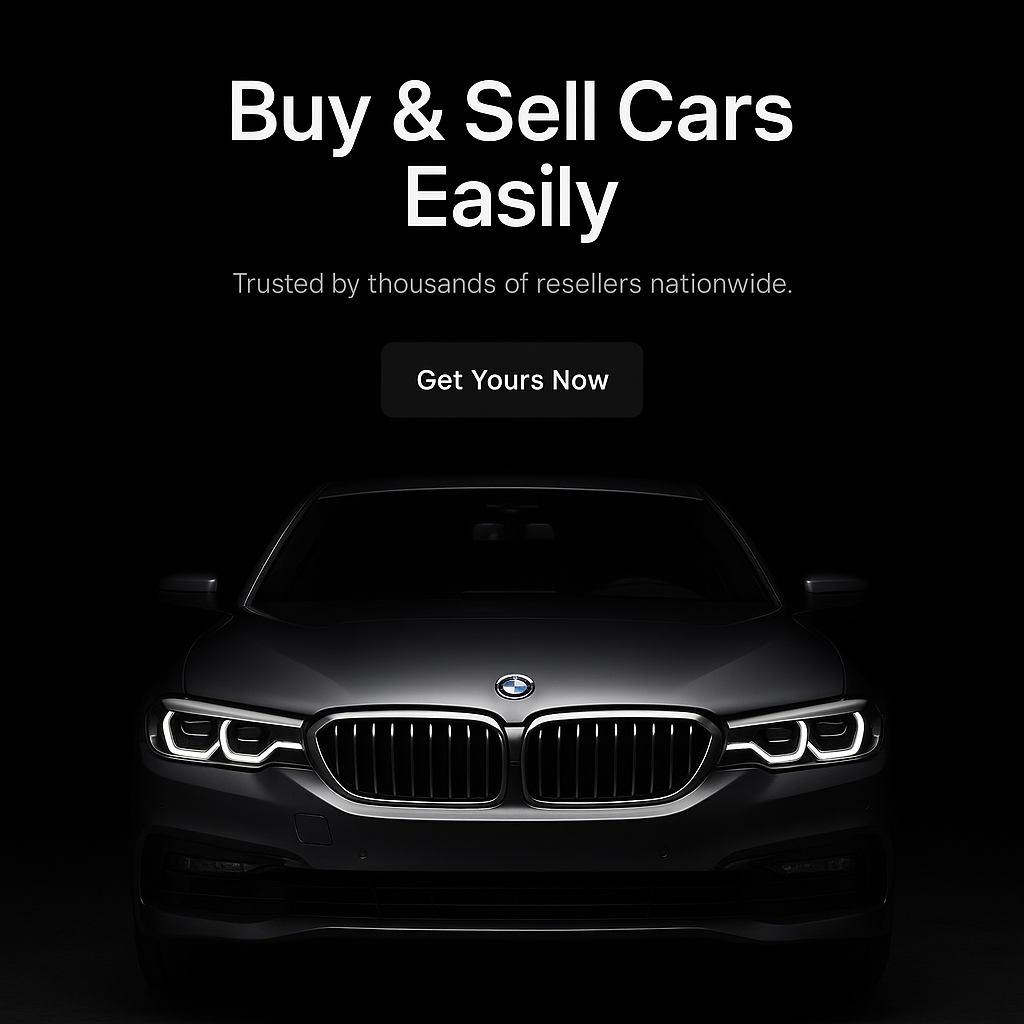 Buy & Sell Cars
Easily
Trusted by thousands of resellers nationwide.
Get Yours Now